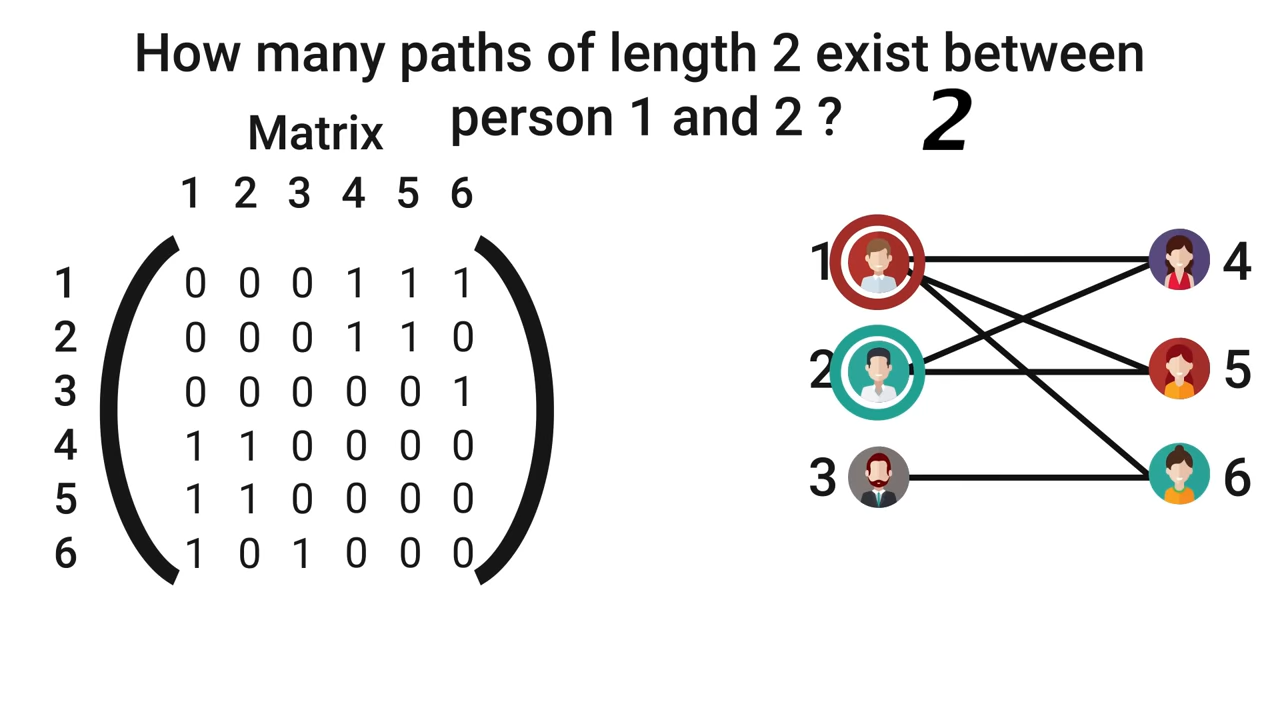 How many paths of length 2 exist between
person 1 and 2 ? 2
Matrix
1 2 3 4 5 6
1 0 0 0 1 1 1
2 0 0 0 1 1 0
3 0 0 0 0 0 1
4 1 1 0 0 0 0
5 1 1 0 0 0 0
6 1 0 1 0 0 0
1 4
2 5
3 6